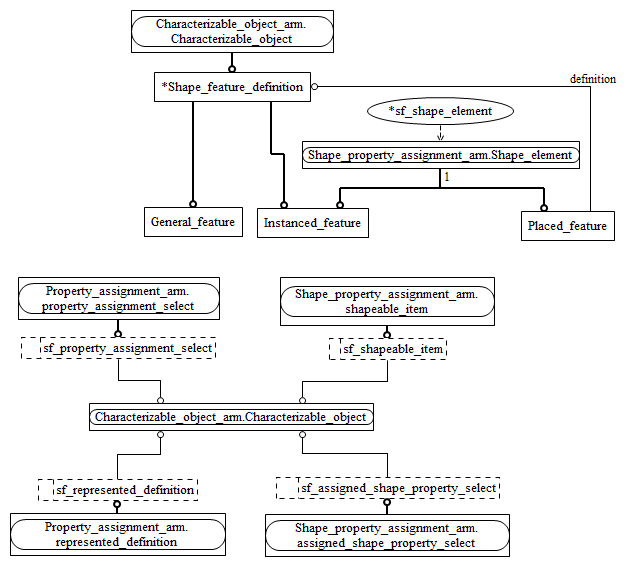 Characterizable_object_arm.
Characterizable_object
*Shape_feature_definition
definition
*sf_shape_element
Shape_property_assignment_arm.Shape_element
1
General_feature
Instanced_feature
Placed_feature
Property_assignment_arm.
property_assignment_select
Shape_property_assignment_arm.
shapeable_item
sf_property_assignment_select
sf_shapeable_item
Characterizable_object_arm.Characterizable_object
sf_represented_definition
sf_assigned_shape_property_select
Property_assignment_arm.
represented_definition
Shape_property_assignment_arm.
assigned_shape_property_select